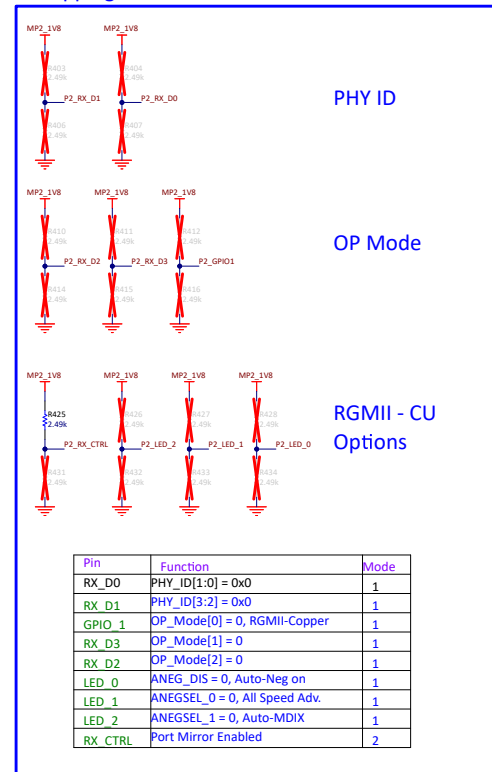 MP2_1V8 MP2_1V8
R403 R404
2.49k 2.49k
P2_RX_D1 P2_RX_D0
PHY ID
R406 R407
2.49k 2.49k
MP2_1V8 MP2_1V8 MP2_1V8
R410 R411 R412
2.49k 2.49k 2.49k
OP Mode
P2_RX_D2 P2_RX_D3 P2_GPIO1
R414 R415 R416
2.49k 2.49k 2.49k
MP2_1V8 MP2_1V8 MP2_1V8 MP2_1V8
R425 R426 R427 R428
2.49k 2.49k 2.49k 2.49k
RGMII - CU
Options
P2_RX_CTRL P2_LED_2 P2_LED_1 P2_LED_0
R431 R432 R433 R434
2.49k 2.49k 2.49k 2.49k
Pin Function Mode
RX_D0 PHY_ID[1:0] = 0x0 1
RX_D1 PHY_ID[3:2] = 0x0 1
GPIO_1 OP_Mode[0] = 0, RGMII-Copper 1
RX_D3 OP_Mode[1] = 0 1
RX_D2 OP_Mode[2] = 0 1
LED_0 ANEG_DIS = 0, Auto-Neg on 1
LED_1 ANEGSEL_0 = 0, All Speed Adv. 1
LED_2 ANEGSEL_1 = 0, Auto-MDIX 1
RX_CTRL Port Mirror Enabled 2